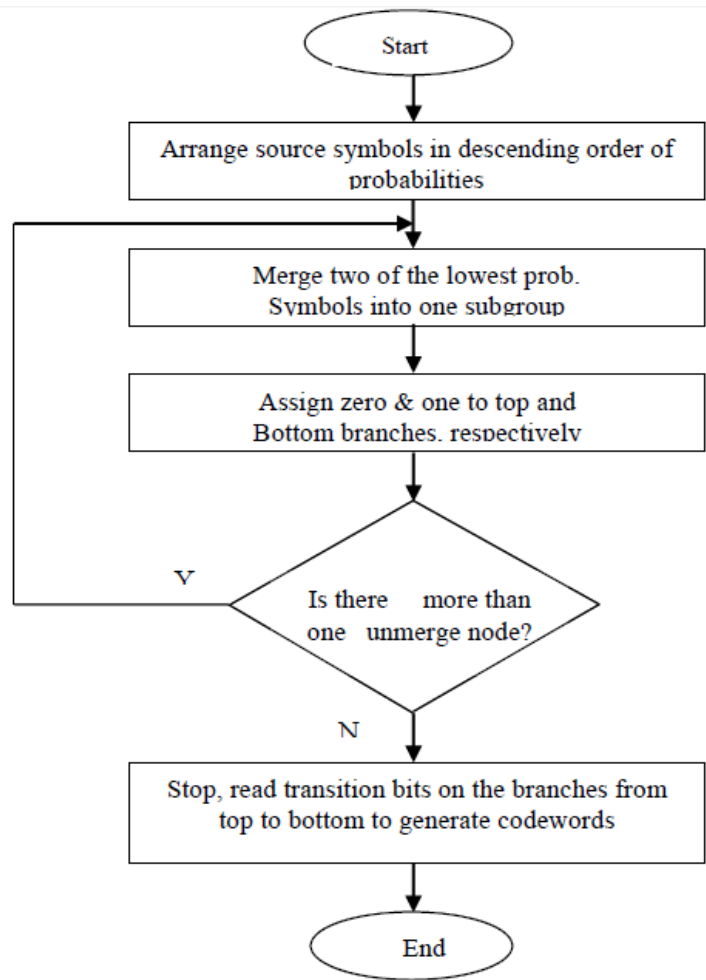 Start
Arrange source symbols in descending order of
probabilities
Merge two of the lowest prob.
Symbols into one subgroup
Assign zero & one to top and
Bottom branches, respectively
Y
Is there more than
one unmerge node?
N
Stop, read transition bits on the branches from
top to bottom to generate codewords
End